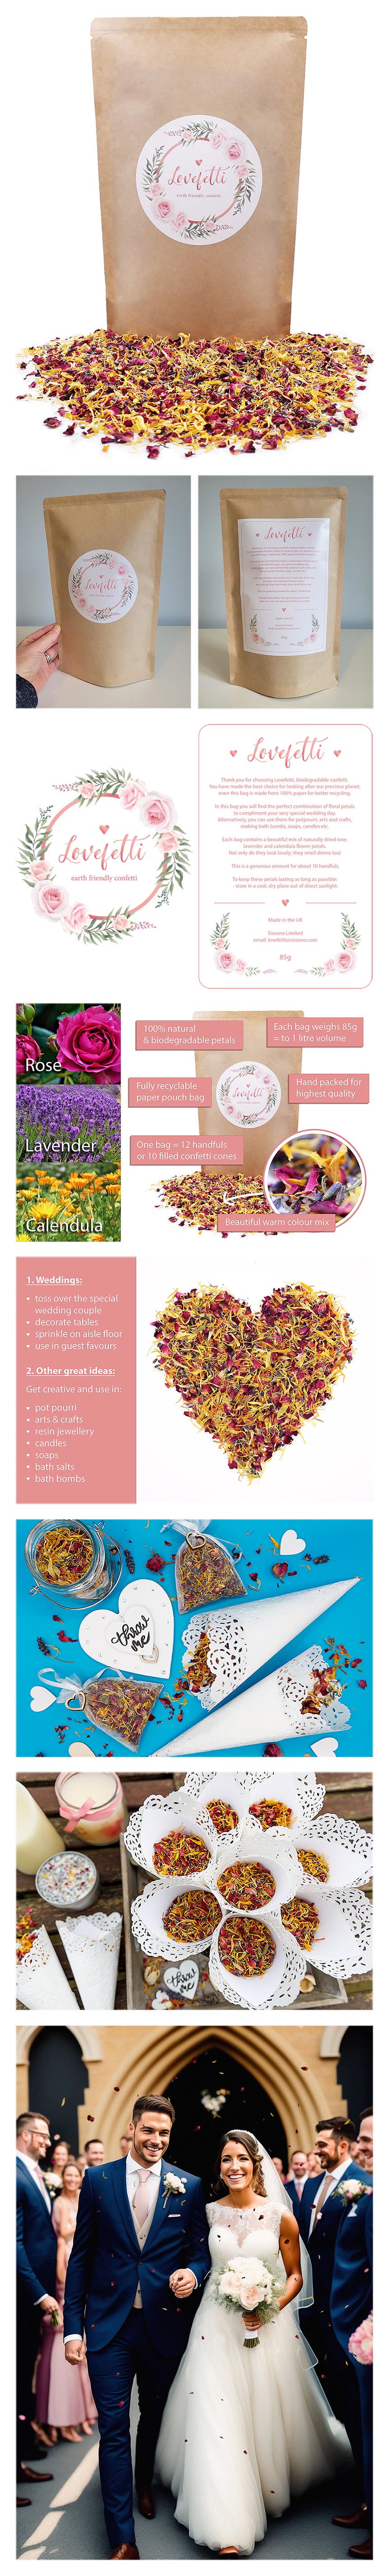 Lovefetti
earth friendly confetti
Lovefetti
Lovefetti
Lovefetti
earth friendly confetti
Lovefetti
Thank you for choosing Lovefetti, biodegradable confetti.
You have made the best choice for looking after our previous planet,
even this bag is made from 100% paper for better recycling.
In this bag you will find the perfect combination of floral petals
to compliment your very special wedding day.
Alternatively, you can use them for potpourri, arts and crafts,
making bath bombs, soaps, candles etc.
Each bag contains a beautiful mix of naturally dried rose,
lavender and calendula flower petals.
Not only do they look lovely; they smell divine too!
This is a generous amount for about 10 handfuls.
To keep these petals lasting as long as possible:
- store in a cool, dry place out of direct sunlight.
Made in the UK
Sissono Limited
85g
Rose
Lavender
Calendula
100% natural
& biodegradable petals
Each bag weighs 85g
= to 1 litre volume
Fully recyclable
paper pouch bag
Hand packed for
highest quality
Lovefetti
One bag = 12 handfuls
or 10 filled confetti cones
Beautiful warm colour mix
1. Weddings:
• toss over the special
wedding couple
• decorate tables
• sprinkle on aisle floor
• use in guest favours
2. Other great ideas:
Get creative and use in:
• pot pourri
• arts & crafts
• resin jewellery
• candles
• soaps
• bath salts
• bath bombs
throw
me
throw
me